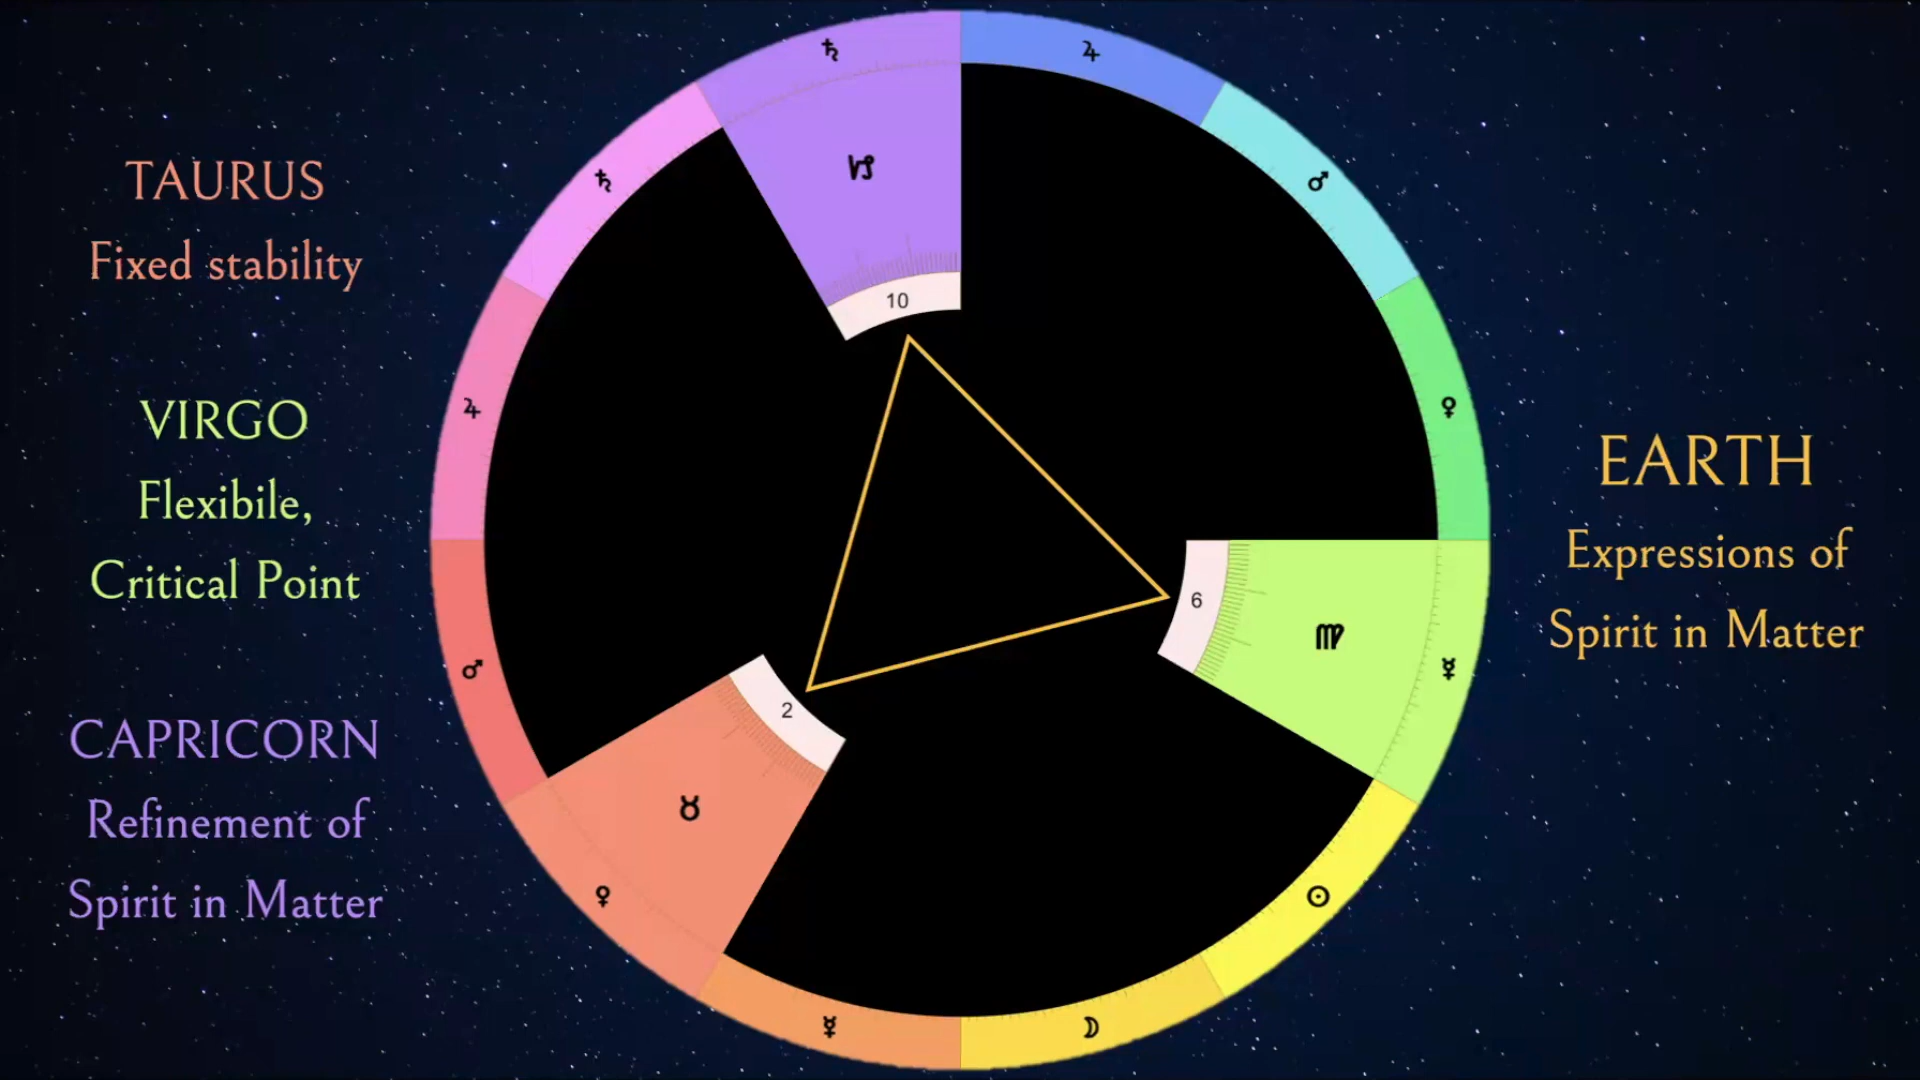 TAURUS
Fixed stability
VIRGO
Flexibile,
Critical Point
CAPRICORN
Refinement of
Spirit in Matter
♄
♃
♄
♂
♑
10
♃
♀
6
♍
♂
2
☿
♉
♀
☉
☿
☽
EARTH
Expressions of
Spirit in Matter